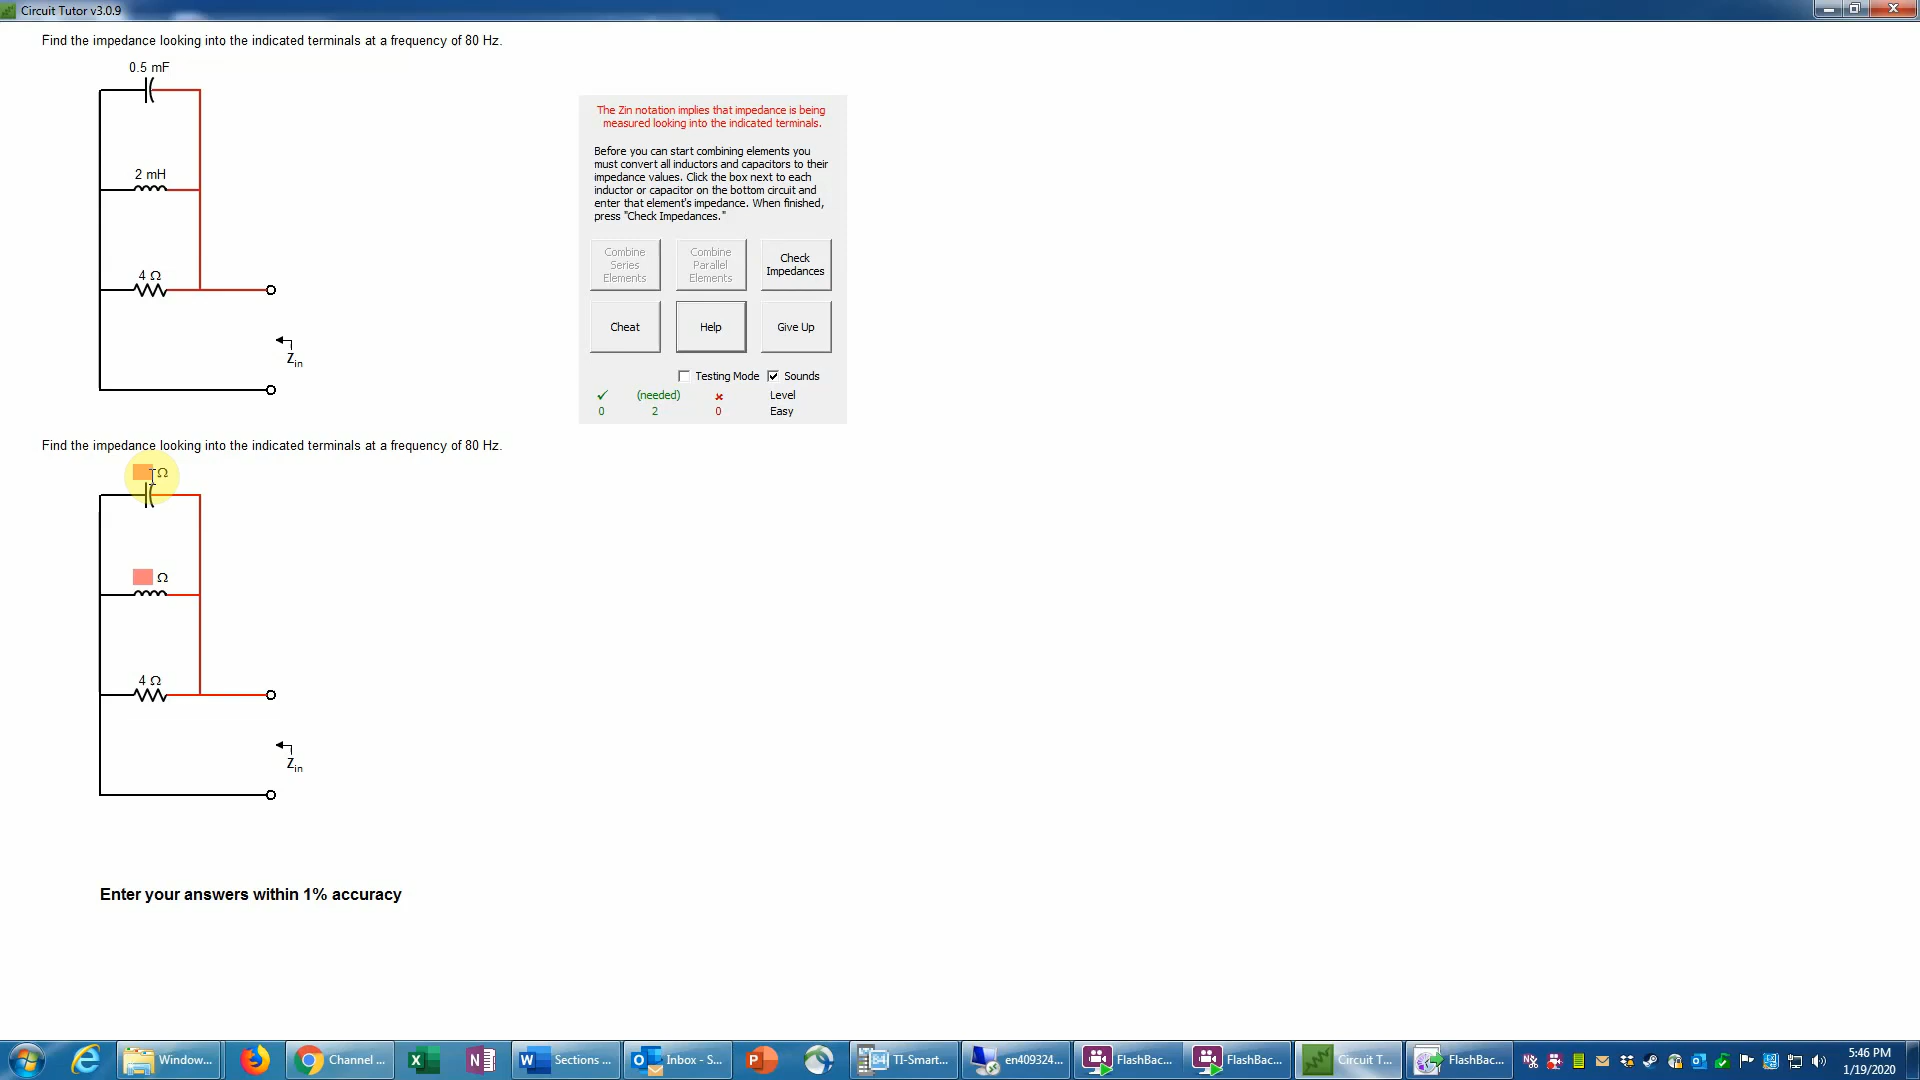 Circuit Tutor v3.0.9
Find the impedance looking into the indicated terminals at a frequency of 80 Hz.
0.5 mF
2 mH
4 Ω
Zin
The Zin notation implies that impedance is being
measured looking into the indicated terminals.
Before you can start combining elements you
must convert all inductors and capacitors to their
impedance values. Click the box next to each
inductor or capacitor on the bottom circuit and
enter that element's impedance. When finished,
press "Check Impedances."
Combine
Series
Elements
Combine
Parallel
Elements
Check
Impedances
Cheat
Help
Give Up
Testing Mode
Sounds
(needed)
Level
0
2
0
Easy
Find the impedance looking into the indicated terminals at a frequency of 80 Hz.
Ω
Ω
4 Ω
Zin
Enter your answers within 1% accuracy
Window...
Channel ...
Sections ...
Inbox - S...
TI-Smart...
en409324...
FlashBac...
FlashBac...
Circuit T...
FlashBac...
5:46 PM
1/19/2020